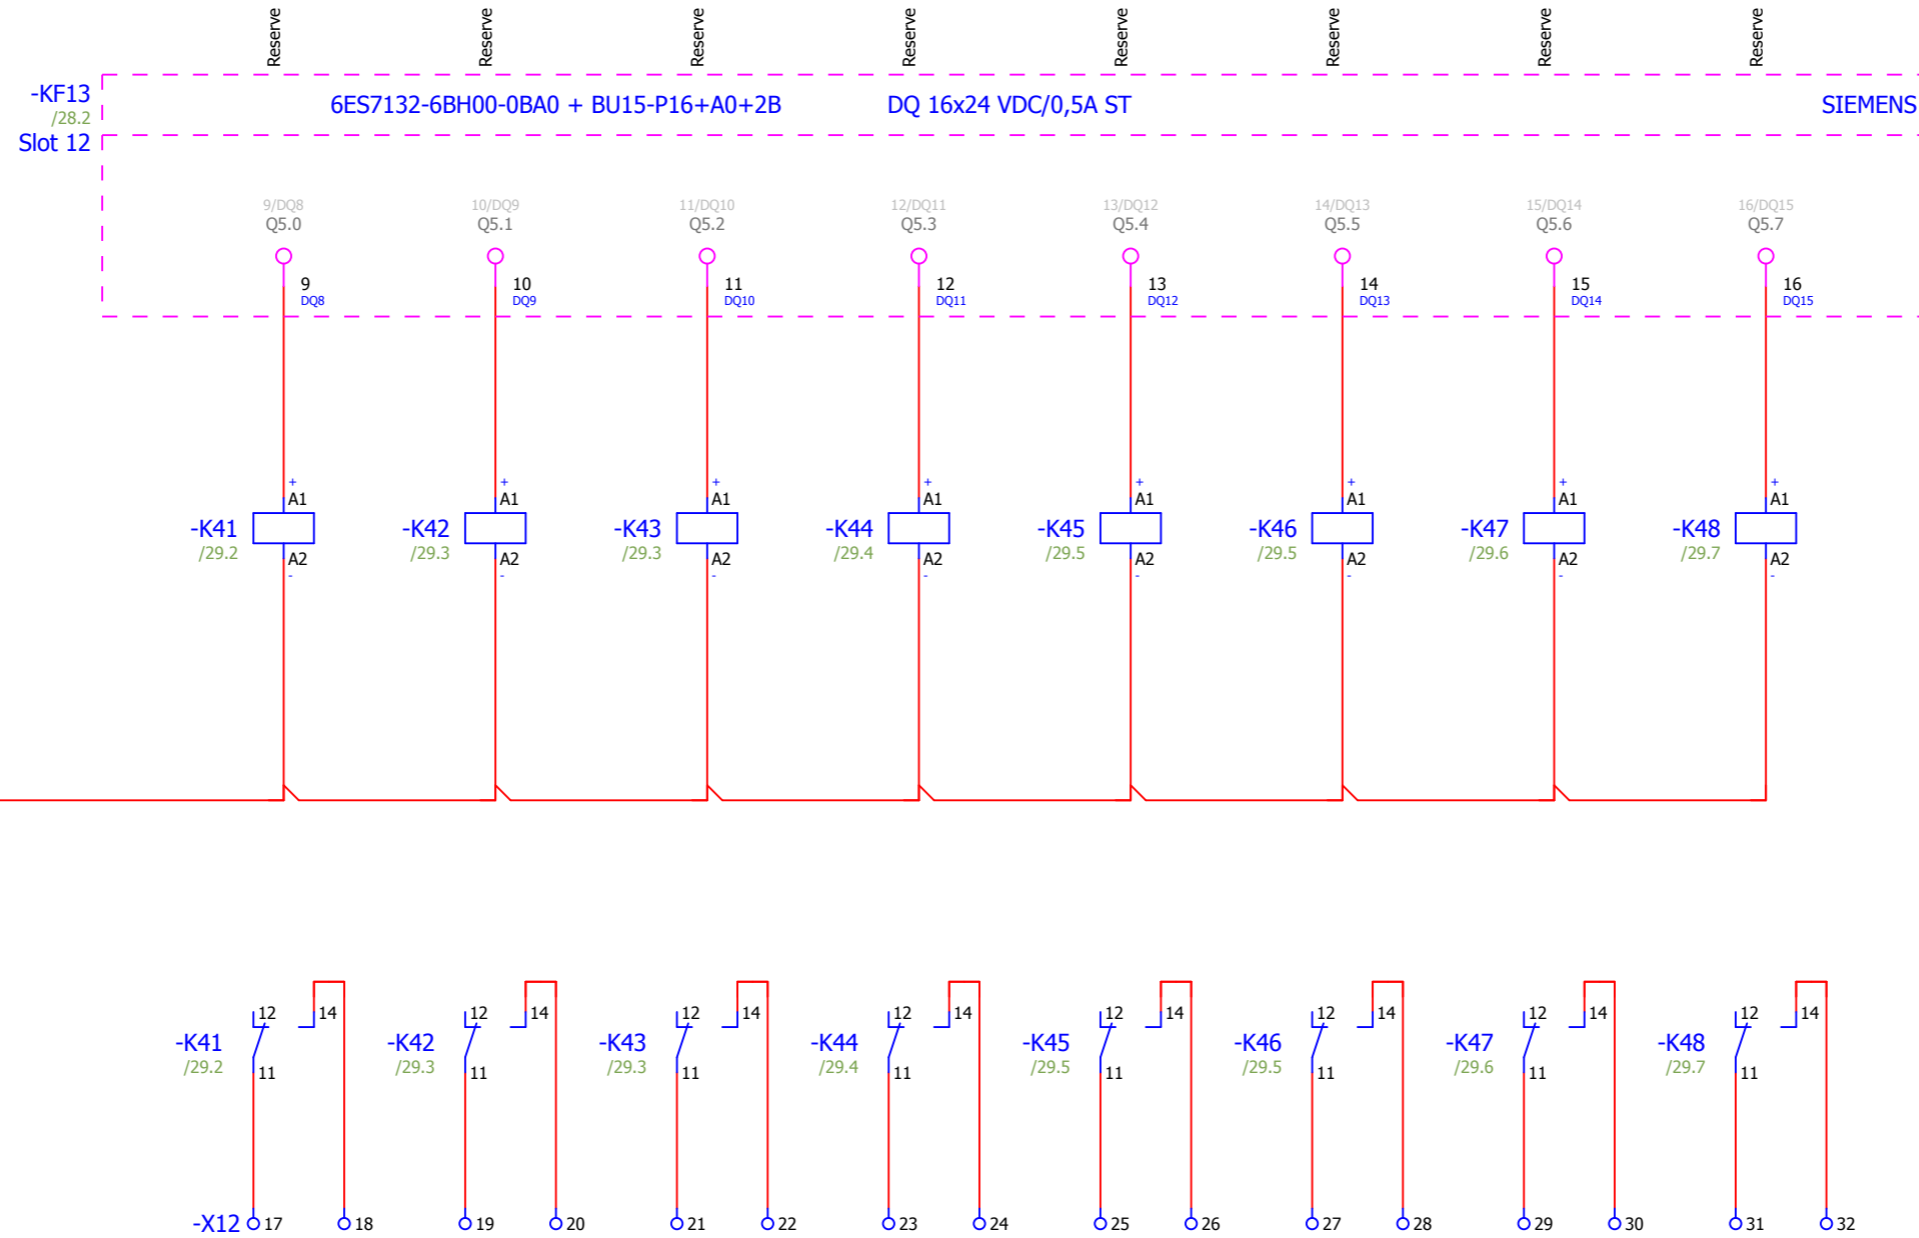 Reserve Reserve Reserve Reserve Reserve Reserve Reserve Reserve
-KF13 6ES7132-6BH00-0BA0 + BU15-P16+A0+2B DQ 16x24 VDC/0,5A ST SIEMENS
/28.2
Slot 12
9/DQ8 10/DQ9 11/DQ10 12/DQ11 13/DQ12 14/DQ13 15/DQ14 16/DQ15
Q5.0 Q5.1 Q5.2 Q5.3 Q5.4 Q5.5 Q5.6 Q5.7
9 10 11 12 13 14 15 16
DQ8 DQ9 DQ10 DQ11 DQ12 DQ13 DQ14 DQ15
+ + + + + + + +
A1 A1 A1 A1 A1 A1 A1 A1
-K41 -K42 -K43 -K44 -K45 -K46 -K47 -K48
/29.2 /29.3 /29.3 /29.4 /29.5 /29.5 /29.6 /29.7
A2 A2 A2 A2 A2 A2 A2 A2
- - - - - - - -
12 14 12 14 12 14 12 14 12 14 12 14 12 14 12 14
-K41 -K42 -K43 -K44 -K45 -K46 -K47 -K48
/29.2 /29.3 /29.3 /29.4 /29.5 /29.5 /29.6 /29.7
11 11 11 11 11 11 11 11
-X12 17 18 19 20 21 22 23 24 25 26 27 28 29 30 31 32